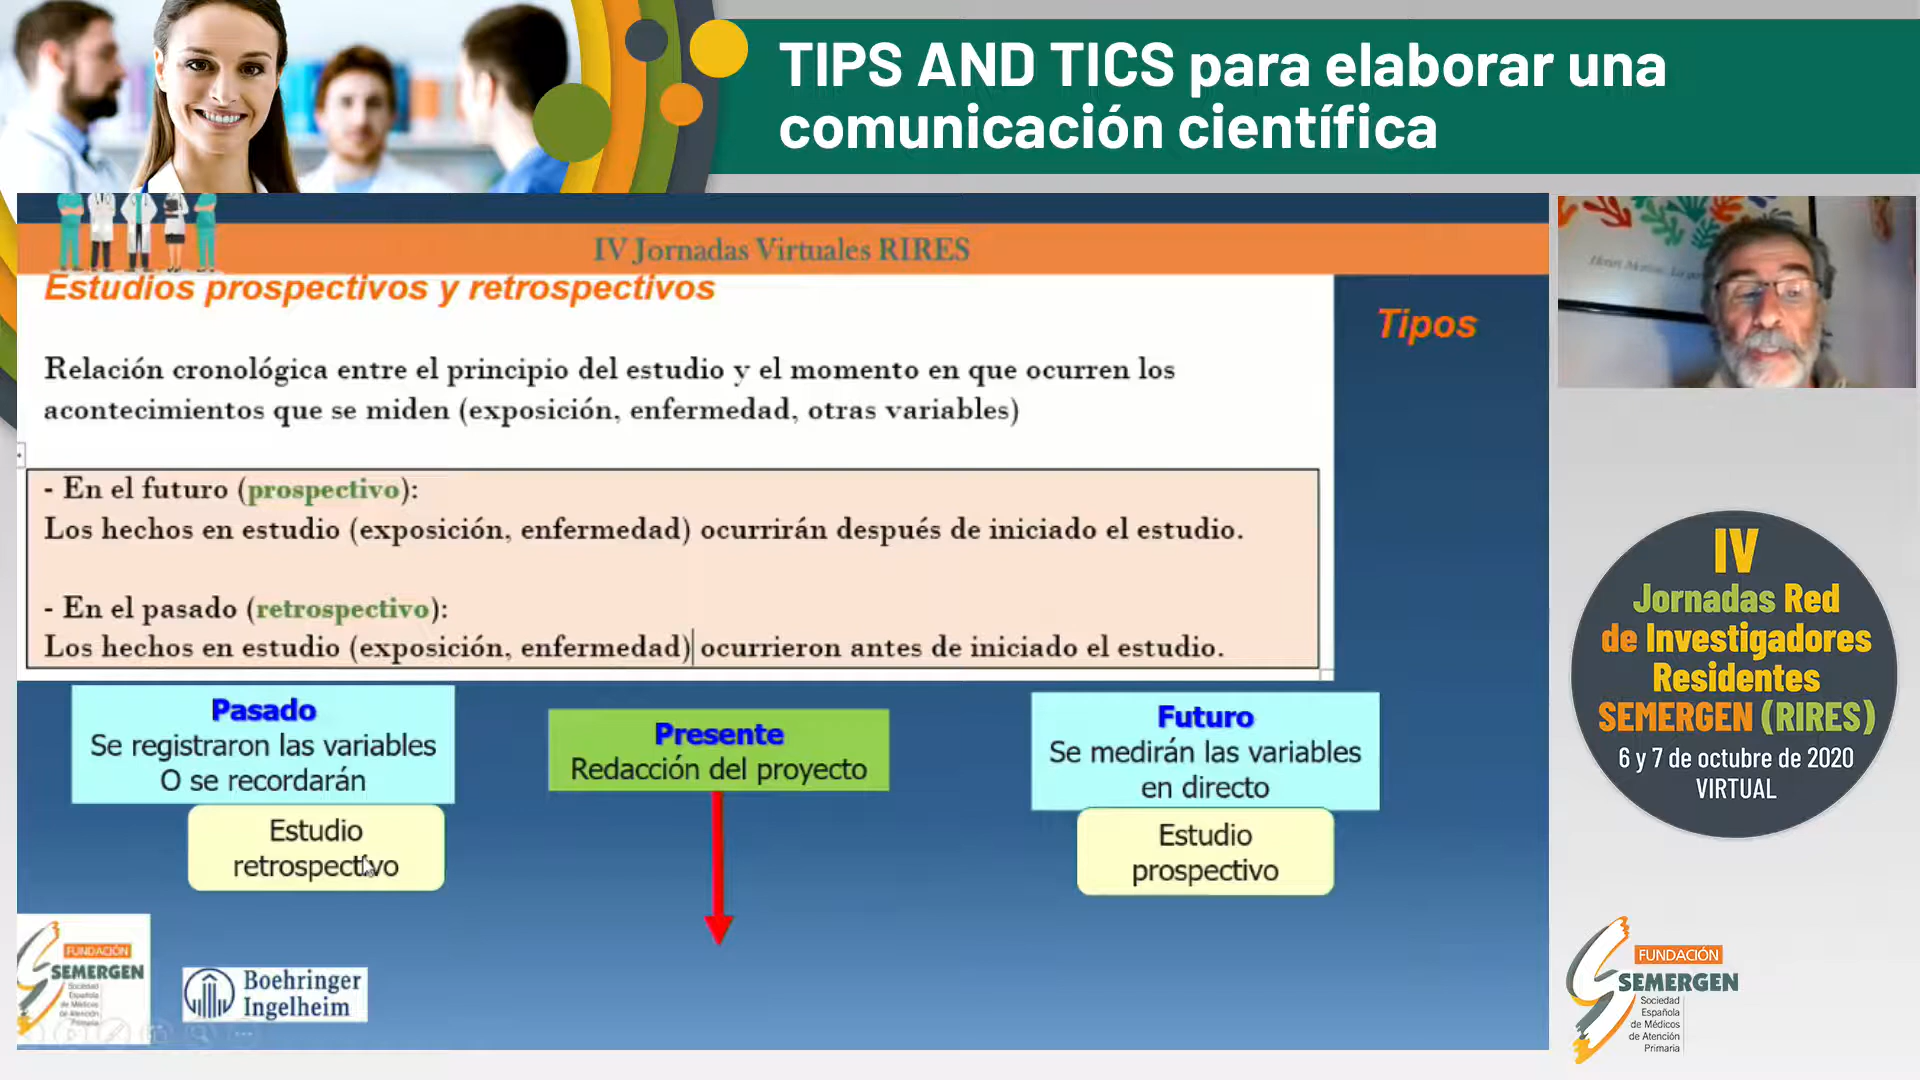 TIPS AND TICS para elaborar una
comunicación científica
IV Jornadas Virtuales RIRES
Estudios prospectivos y retrospectivos
Tipos
Relación cronológica entre el principio del estudio y el momento en que ocurren los
acontecimientos que se miden (exposición, enfermedad, otras variables)
- En el futuro (prospectivo):
Los hechos en estudio (exposición, enfermedad) ocurrirán después de iniciado el estudio.
- En el pasado (retrospectivo):
Los hechos en estudio (exposición, enfermedad) ocurrieron antes de iniciado el estudio.
Pasado
Se registraron las variables
O se recordarán
Estudio
retrospectivo
Presente
Redacción del proyecto
Futuro
Se medirán las variables
en directo
Estudio
prospectivo
FUNDACIÓN
SEMERGEN
Sociedad
Española
de Médicos
de Atención
Primaria
Boehringer
Ingelheim
IV
Jornadas Red
de Investigadores
Residentes
SEMERGEN (RIRES)
6 y 7 de octubre de 2020
VIRTUAL
FUNDACIÓN
SEMERGEN
Sociedad
Española
de Médicos
de Atención
Primaria